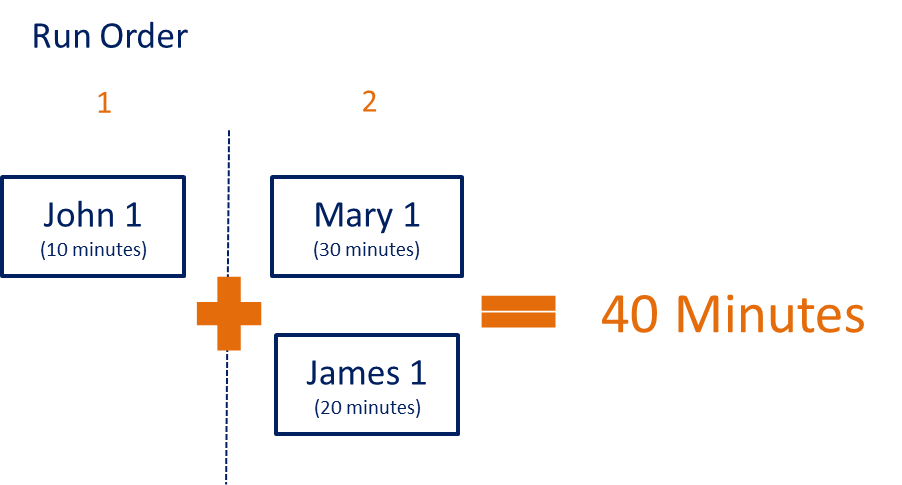 Run Order
1
2
John 1
(10 minutes)
Mary 1
(30 minutes)
40 Minutes
James 1
(20 minutes)